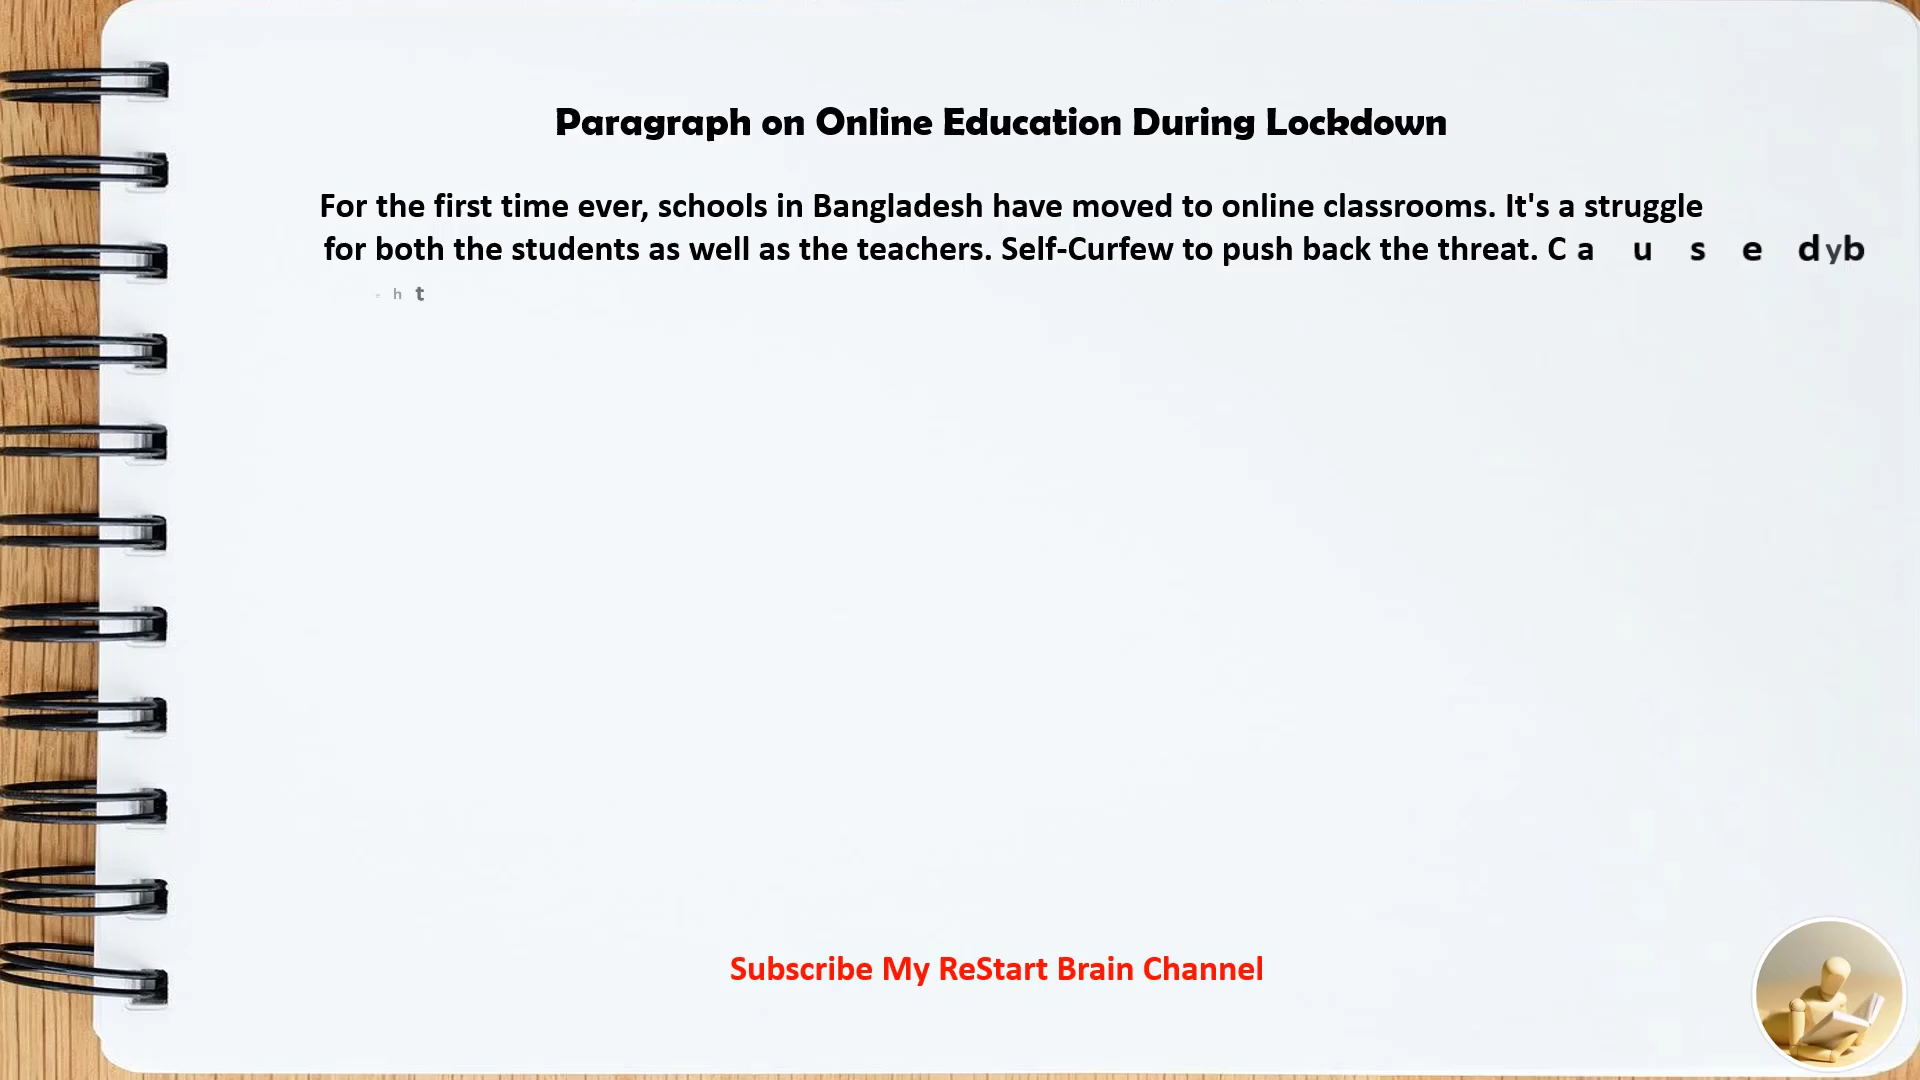 Paragraph on Online Education During Lockdown
For the first time ever, schools in Bangladesh have moved to online classrooms. It's a struggle
for both the students as well as the teachers. Self-Curfew to push back the threat. C a u s e d y b
e h t
Subscribe My ReStart Brain Channel